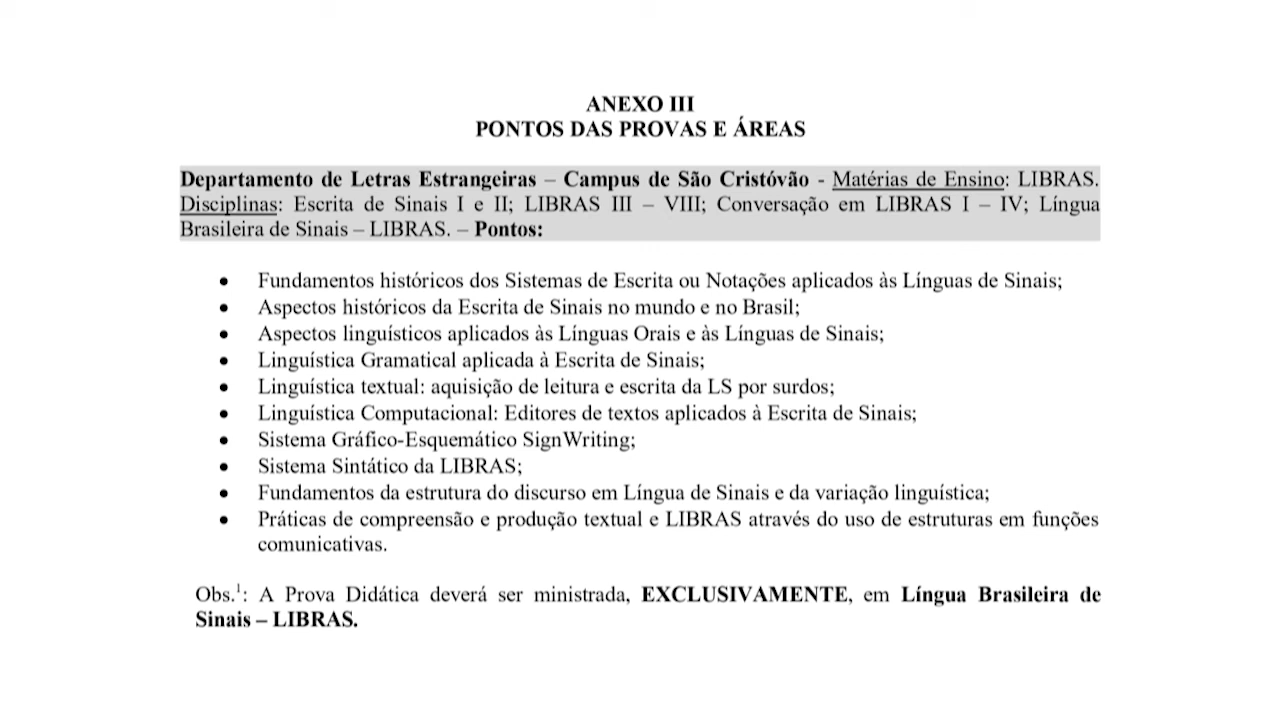 ANEXO III
PONTOS DAS PROVAS E ÁREAS
Departamento de Letras Estrangeiras – Campus de São Cristóvão - Matérias de Ensino: LIBRAS.
Disciplinas: Escrita de Sinais I e II; LIBRAS III – VIII; Conversação em LIBRAS I – IV; Língua
Brasileira de Sinais – LIBRAS. – Pontos:
• Fundamentos históricos dos Sistemas de Escrita ou Notações aplicados às Línguas de Sinais;
• Aspectos históricos da Escrita de Sinais no mundo e no Brasil;
• Aspectos linguísticos aplicados às Línguas Orais e às Línguas de Sinais;
• Linguística Gramatical aplicada à Escrita de Sinais;
• Linguística textual: aquisição de leitura e escrita da LS por surdos;
• Linguística Computacional: Editores de textos aplicados à Escrita de Sinais;
• Sistema Gráfico-Esquemático SignWriting;
• Sistema Sintático da LIBRAS;
• Fundamentos da estrutura do discurso em Língua de Sinais e da variação linguística;
• Práticas de compreensão e produção textual e LIBRAS através do uso de estruturas em funções
comunicativas.
Obs.¹: A Prova Didática deverá ser ministrada, EXCLUSIVAMENTE, em Língua Brasileira de
Sinais – LIBRAS.